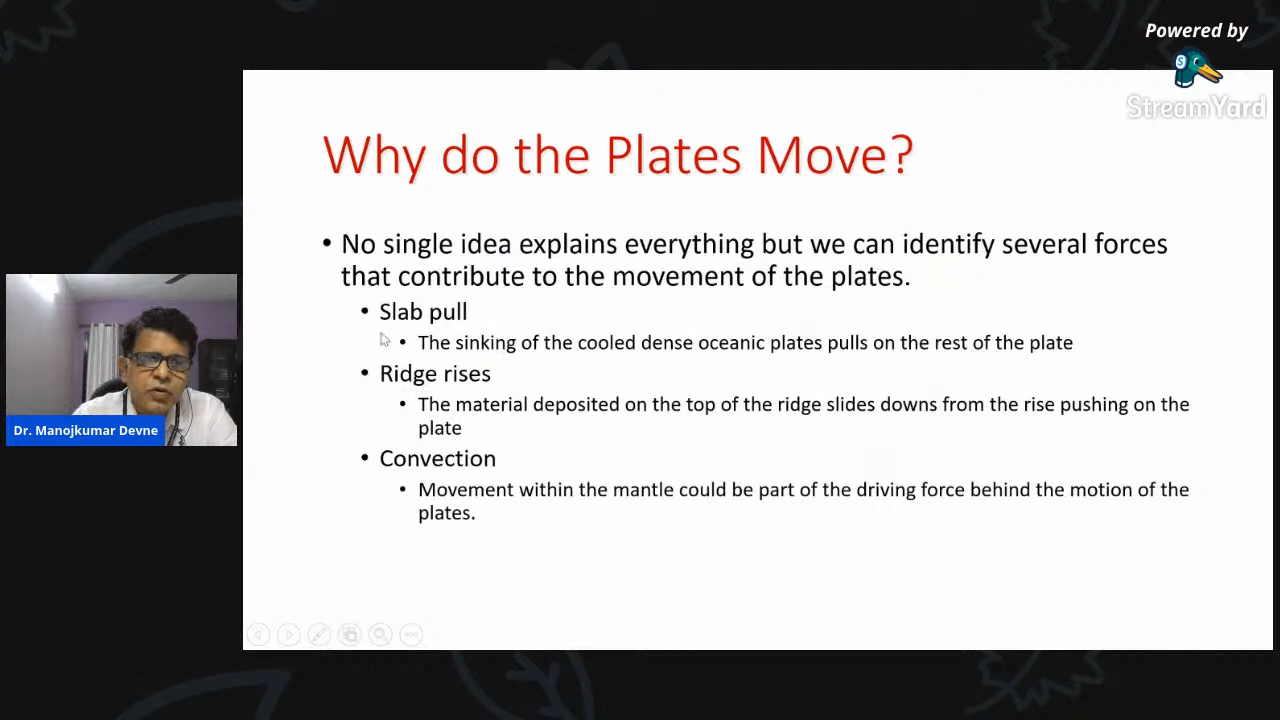 Powered by
StreamYard
Why do the Plates Move?
• No single idea explains everything but we can identify several forces
that contribute to the movement of the plates.
• Slab pull
• The sinking of the cooled dense oceanic plates pulls on the rest of the plate
• Ridge rises
• The material deposited on the top of the ridge slides downs from the rise pushing on the
plate
• Convection
• Movement within the mantle could be part of the driving force behind the motion of the
plates.
Dr. Manojkumar Devne